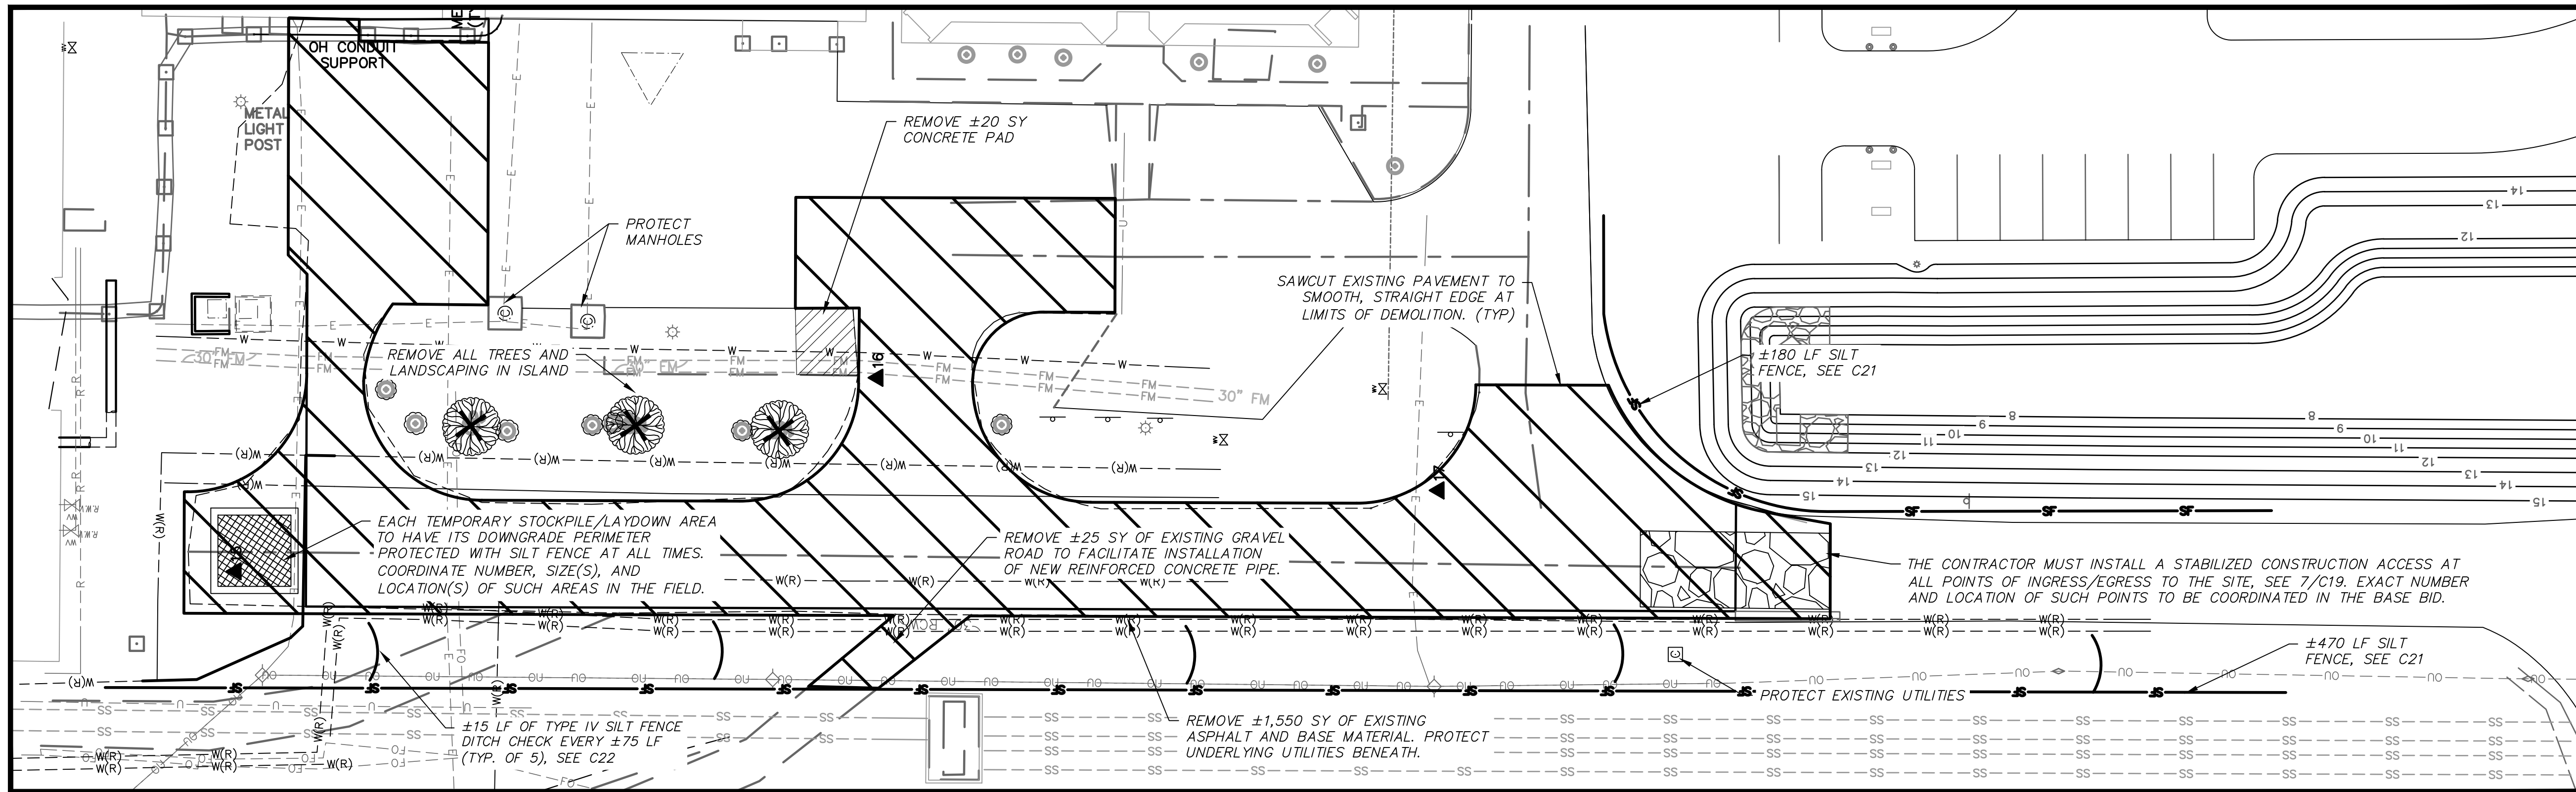 OH CONDUIT
SUPPORT
METAL
LIGHT
POST
REMOVE ±20 SY
CONCRETE PAD
PROTECT
MANHOLES
SAWCUT EXISTING PAVEMENT TO
SMOOTH, STRAIGHT EDGE AT
LIMITS OF DEMOLITION. (TYP)
REMOVE ALL TREES AND
LANDSCAPING IN ISLAND
30" FM
±180 LF SILT
FENCE, SEE C21
EACH TEMPORARY STOCKPILE/LAYDOWN AREA
TO HAVE ITS DOWNGRADE PERIMETER
PROTECTED WITH SILT FENCE AT ALL TIMES.
COORDINATE NUMBER, SIZE(S), AND
LOCATION(S) OF SUCH AREAS IN THE FIELD.
REMOVE ±25 SY OF EXISTING GRAVEL
ROAD TO FACILITATE INSTALLATION
OF NEW REINFORCED CONCRETE PIPE.
THE CONTRACTOR MUST INSTALL A STABILIZED CONSTRUCTION ACCESS AT
ALL POINTS OF INGRESS/EGRESS TO THE SITE, SEE 7/C19. EXACT NUMBER
AND LOCATION OF SUCH POINTS TO BE COORDINATED IN THE BASE BID.
±470 LF SILT
FENCE, SEE C21
PROTECT EXISTING UTILITIES
±15 LF OF TYPE IV SILT FENCE
DITCH CHECK EVERY ±75 LF
(TYP. OF 5), SEE C22
REMOVE ±1,550 SY OF EXISTING
ASPHALT AND BASE MATERIAL. PROTECT
UNDERLYING UTILITIES BENEATH.